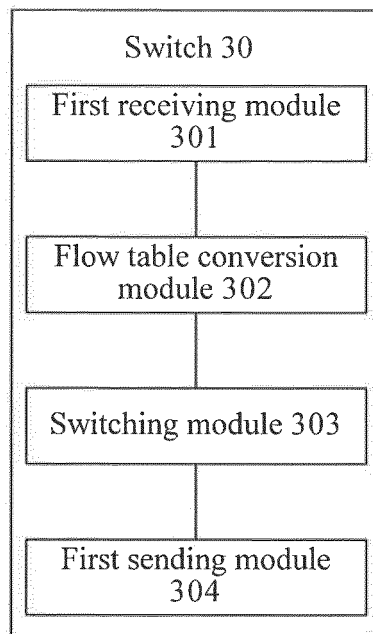 Switch 30
First receiving module
301
Flow table conversion
module 302
Switching module 303
First sending module
304